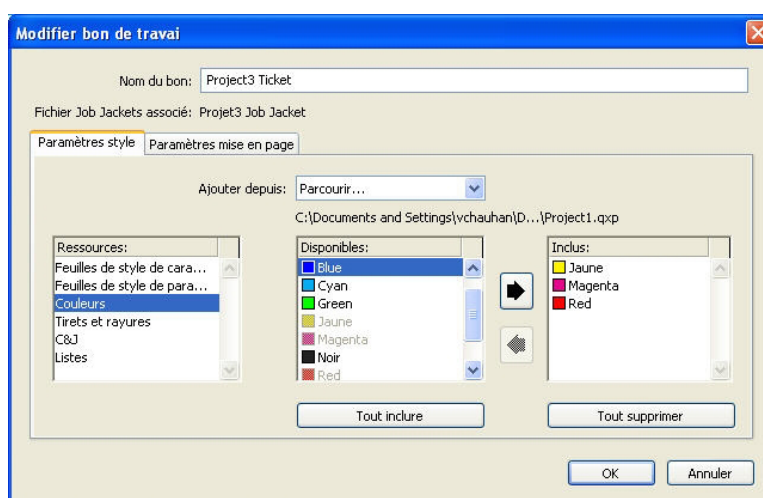 Modifier bon de travai
Nom du bon: Project3 Ticket
Fichier Job Jackets associé: Projet3 Job Jacket
Paramètres style Paramètres mise en page
Ajouter depuis: Parcourir...
C:\Documents and Settings\vchauhan\D...\Project1.qxp
Ressources:
Feuilles de style de cara...
Feuilles de style de para...
Couleurs
Tirets et rayures
C&J
Listes
Disponibles:
Blue
Cyan
Green
Jaune
Magenta
Noir
Red
Inclus:
Jaune
Magenta
Red
Tout inclure
Tout supprimer
OK Annuler